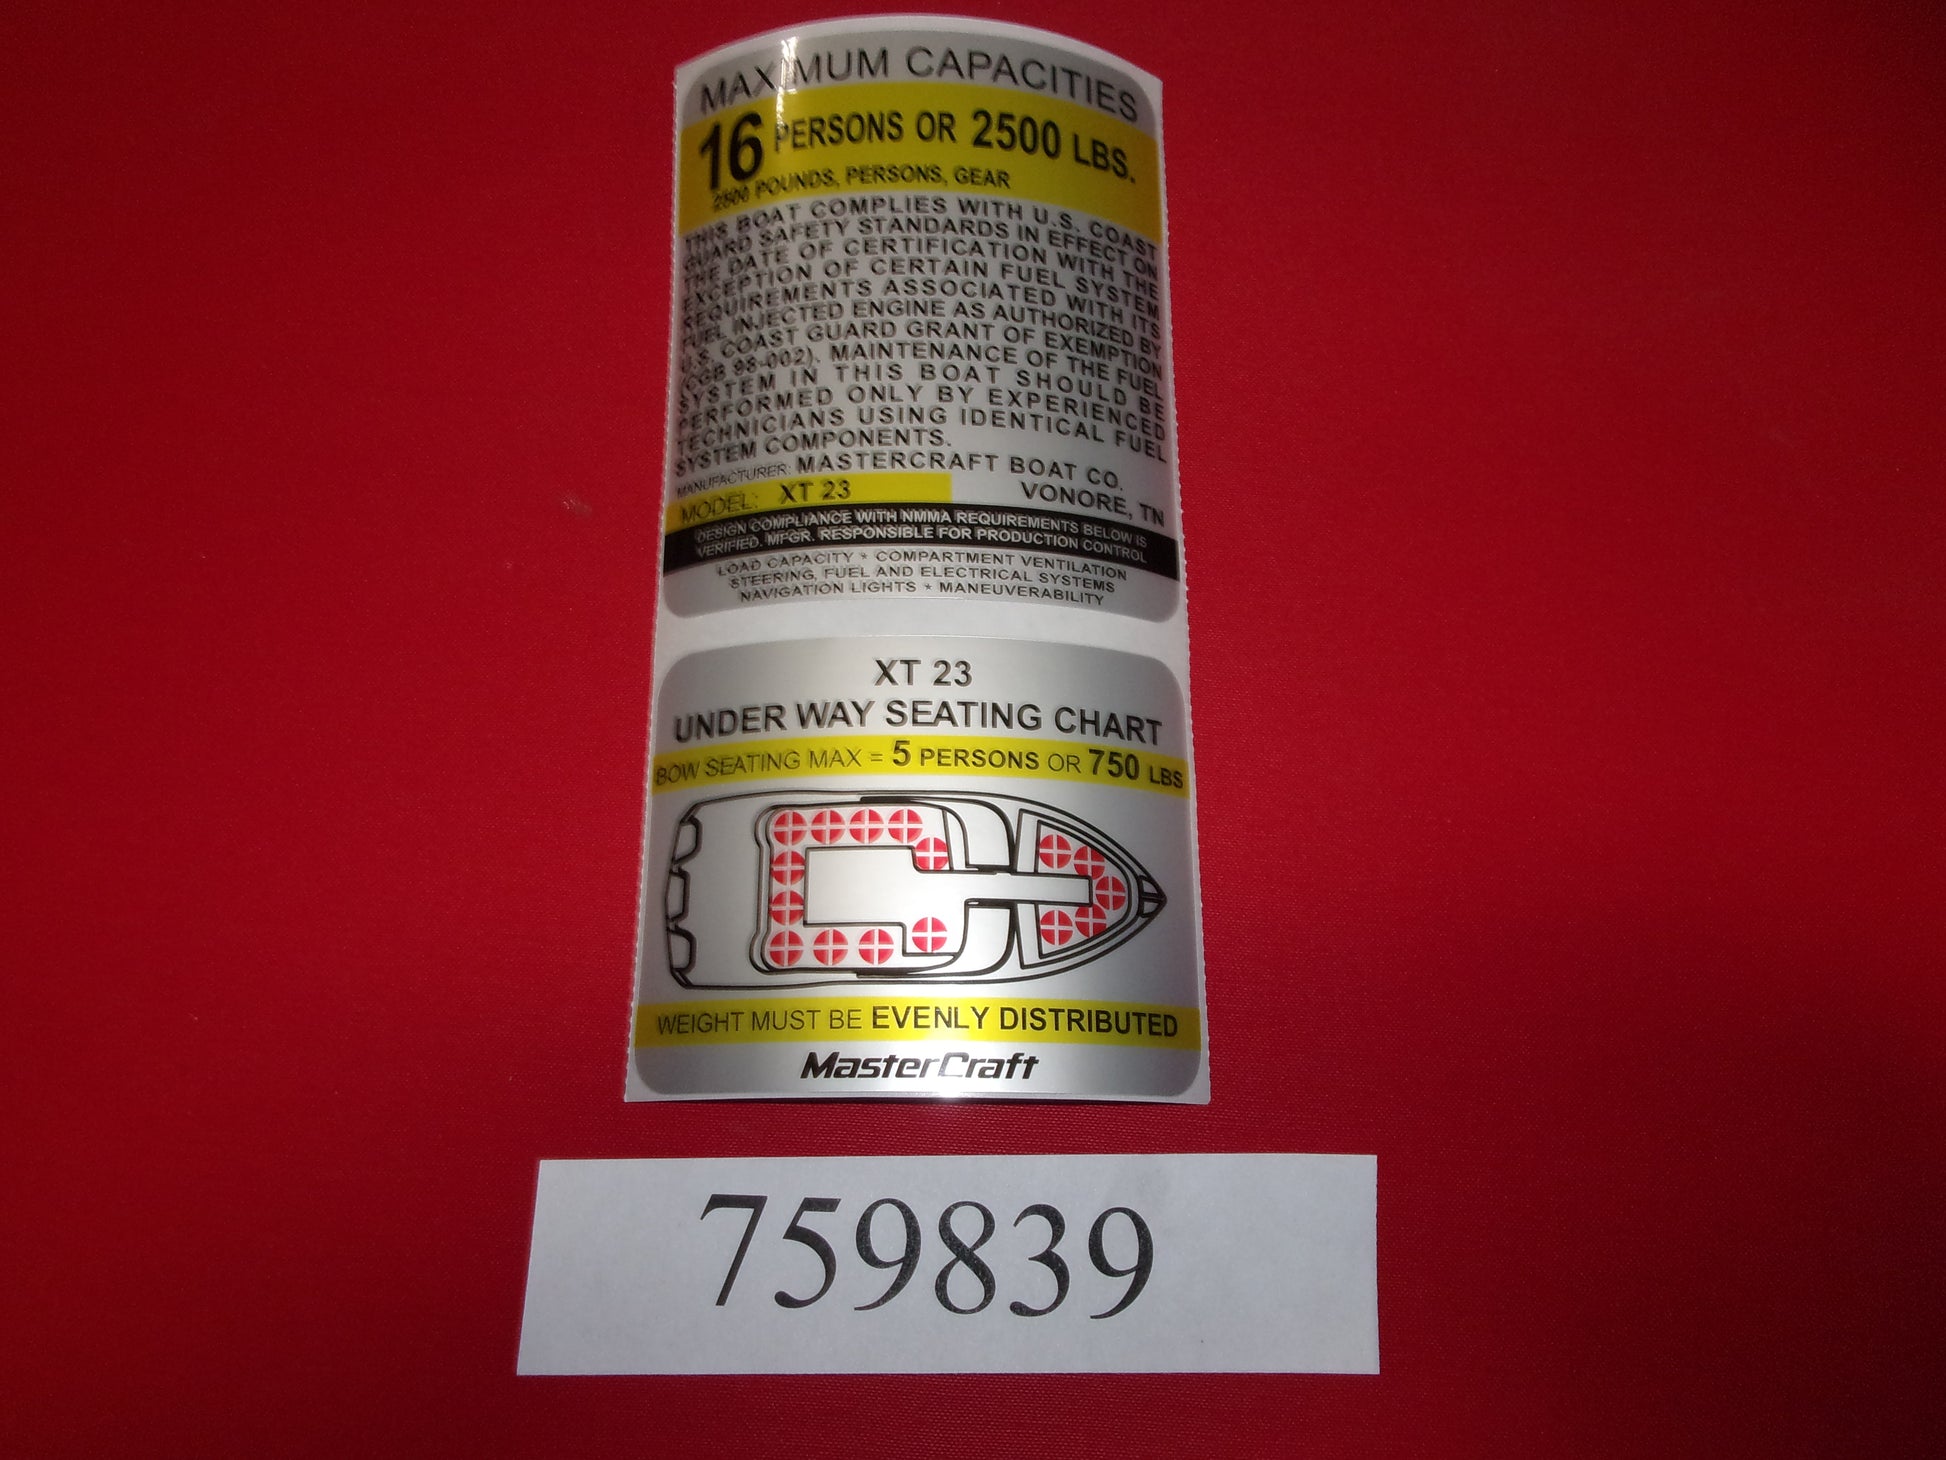 MAXIMUM CAPACITIES
16 PERSONS OR 2500 LBS.
2500 POUNDS, PERSONS, GEAR
THIS BOAT COMPLIES WITH U.S. COAST
GUARD SAFETY STANDARDS IN EFFECT ON
THE DATE OF CERTIFICATION WITH THE
EXCEPTION OF CERTAIN FUEL SYSTEM
REQUIREMENTS ASSOCIATED WITH ITS
FUEL INJECTED ENGINE AS AUTHORIZED BY
U.S. COAST GUARD GRANT OF EXEMPTION
(CGB 98-002). MAINTENANCE OF THE FUEL
SYSTEM IN THIS BOAT SHOULD BE
PERFORMED ONLY BY EXPERIENCED
TECHNICIANS USING IDENTICAL FUEL
SYSTEM COMPONENTS.
MANUFACTURER: MASTERCRAFT BOAT CO.
MODEL: XT 23 VONORE, TN
DESIGN COMPLIANCE WITH NMMA REQUIREMENTS BELOW IS
VERIFIED. MFGR. RESPONSIBLE FOR PRODUCTION CONTROL
LOAD CAPACITY * COMPARTMENT VENTILATION
STEERING, FUEL AND ELECTRICAL SYSTEMS
NAVIGATION LIGHTS * MANEUVERABILITY
XT 23
UNDER WAY SEATING CHART
BOW SEATING MAX = 5 PERSONS OR 750 LBS
WEIGHT MUST BE EVENLY DISTRIBUTED
MasterCraft
759839